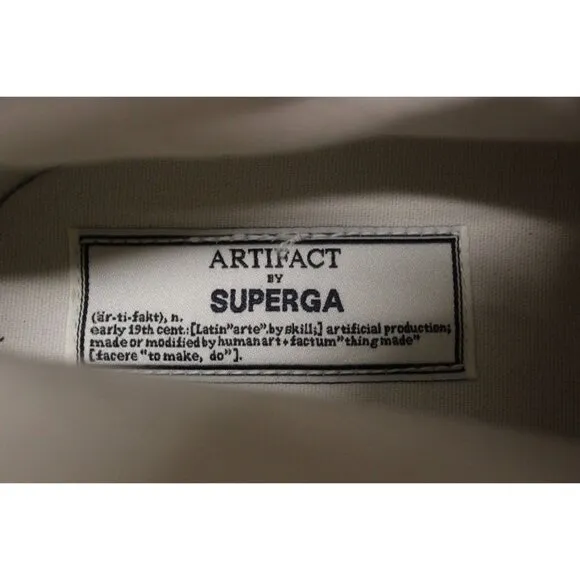 ARTIFACT
BY
SUPERGA
(är-ti-fakt), n.
early 19th cent.:[Latin"arte",by skill;] artificial production;
made or modified by human art + factum "thing made"
[facere "to make, do"].